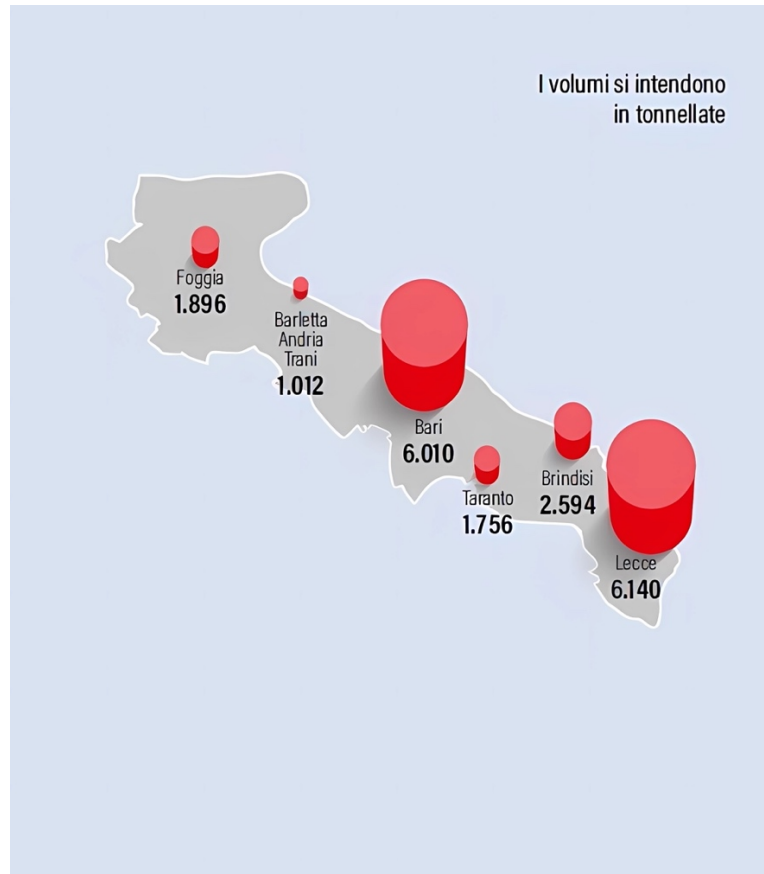 I volumi si intendono
in tonnellate
Foggia
1.896
Barletta
Andria
Trani
1.012
Bari
6.010
Taranto
1.756
Brindisi
2.594
Lecce
6.140